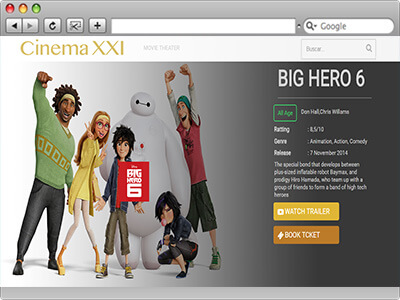 Google
Cinema XXI
MOVIE THEATER
Buscar...
BIG HERO 6
All Age
Don Hall,Chris Williams
Ratting : 8,5/10
Genre : Animation, Action, Comedy
Release : 7 November 2014
The special bond that develops between
plus-sized inflatable robot Baymax, and
prodigy Hiro Hamada, who team up with a
group of friends to form a band of high tech
heroes
WATCH TRAILER
BOOK TCKET
Disney
BIG
HERO
6